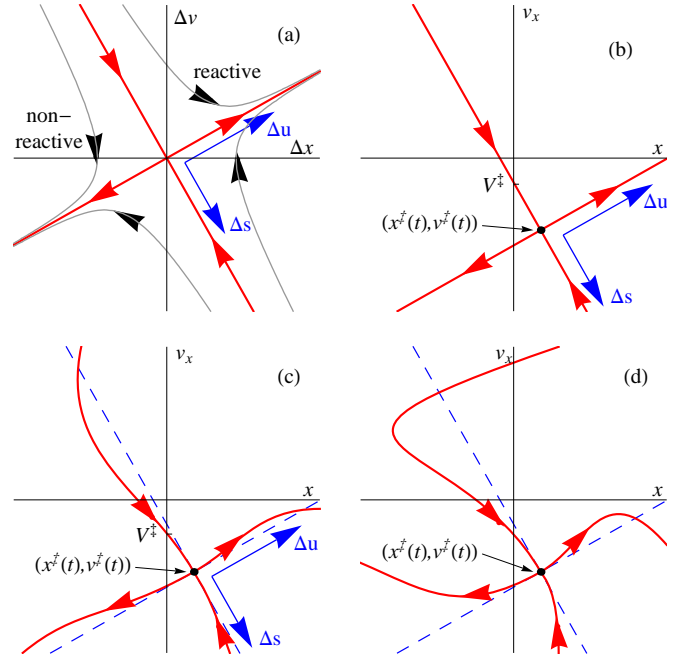 Δv
(a)
reactive
non−
reactive
Δu
Δx
Δs
v_x
(b)
x
V^‡
(x^‡(t),v^‡(t))
Δu
Δs
v_x
(c)
x
V^‡
(x^‡(t),v^‡(t))
Δu
Δs
v_x
(d)
x
(x^‡(t),v^‡(t))